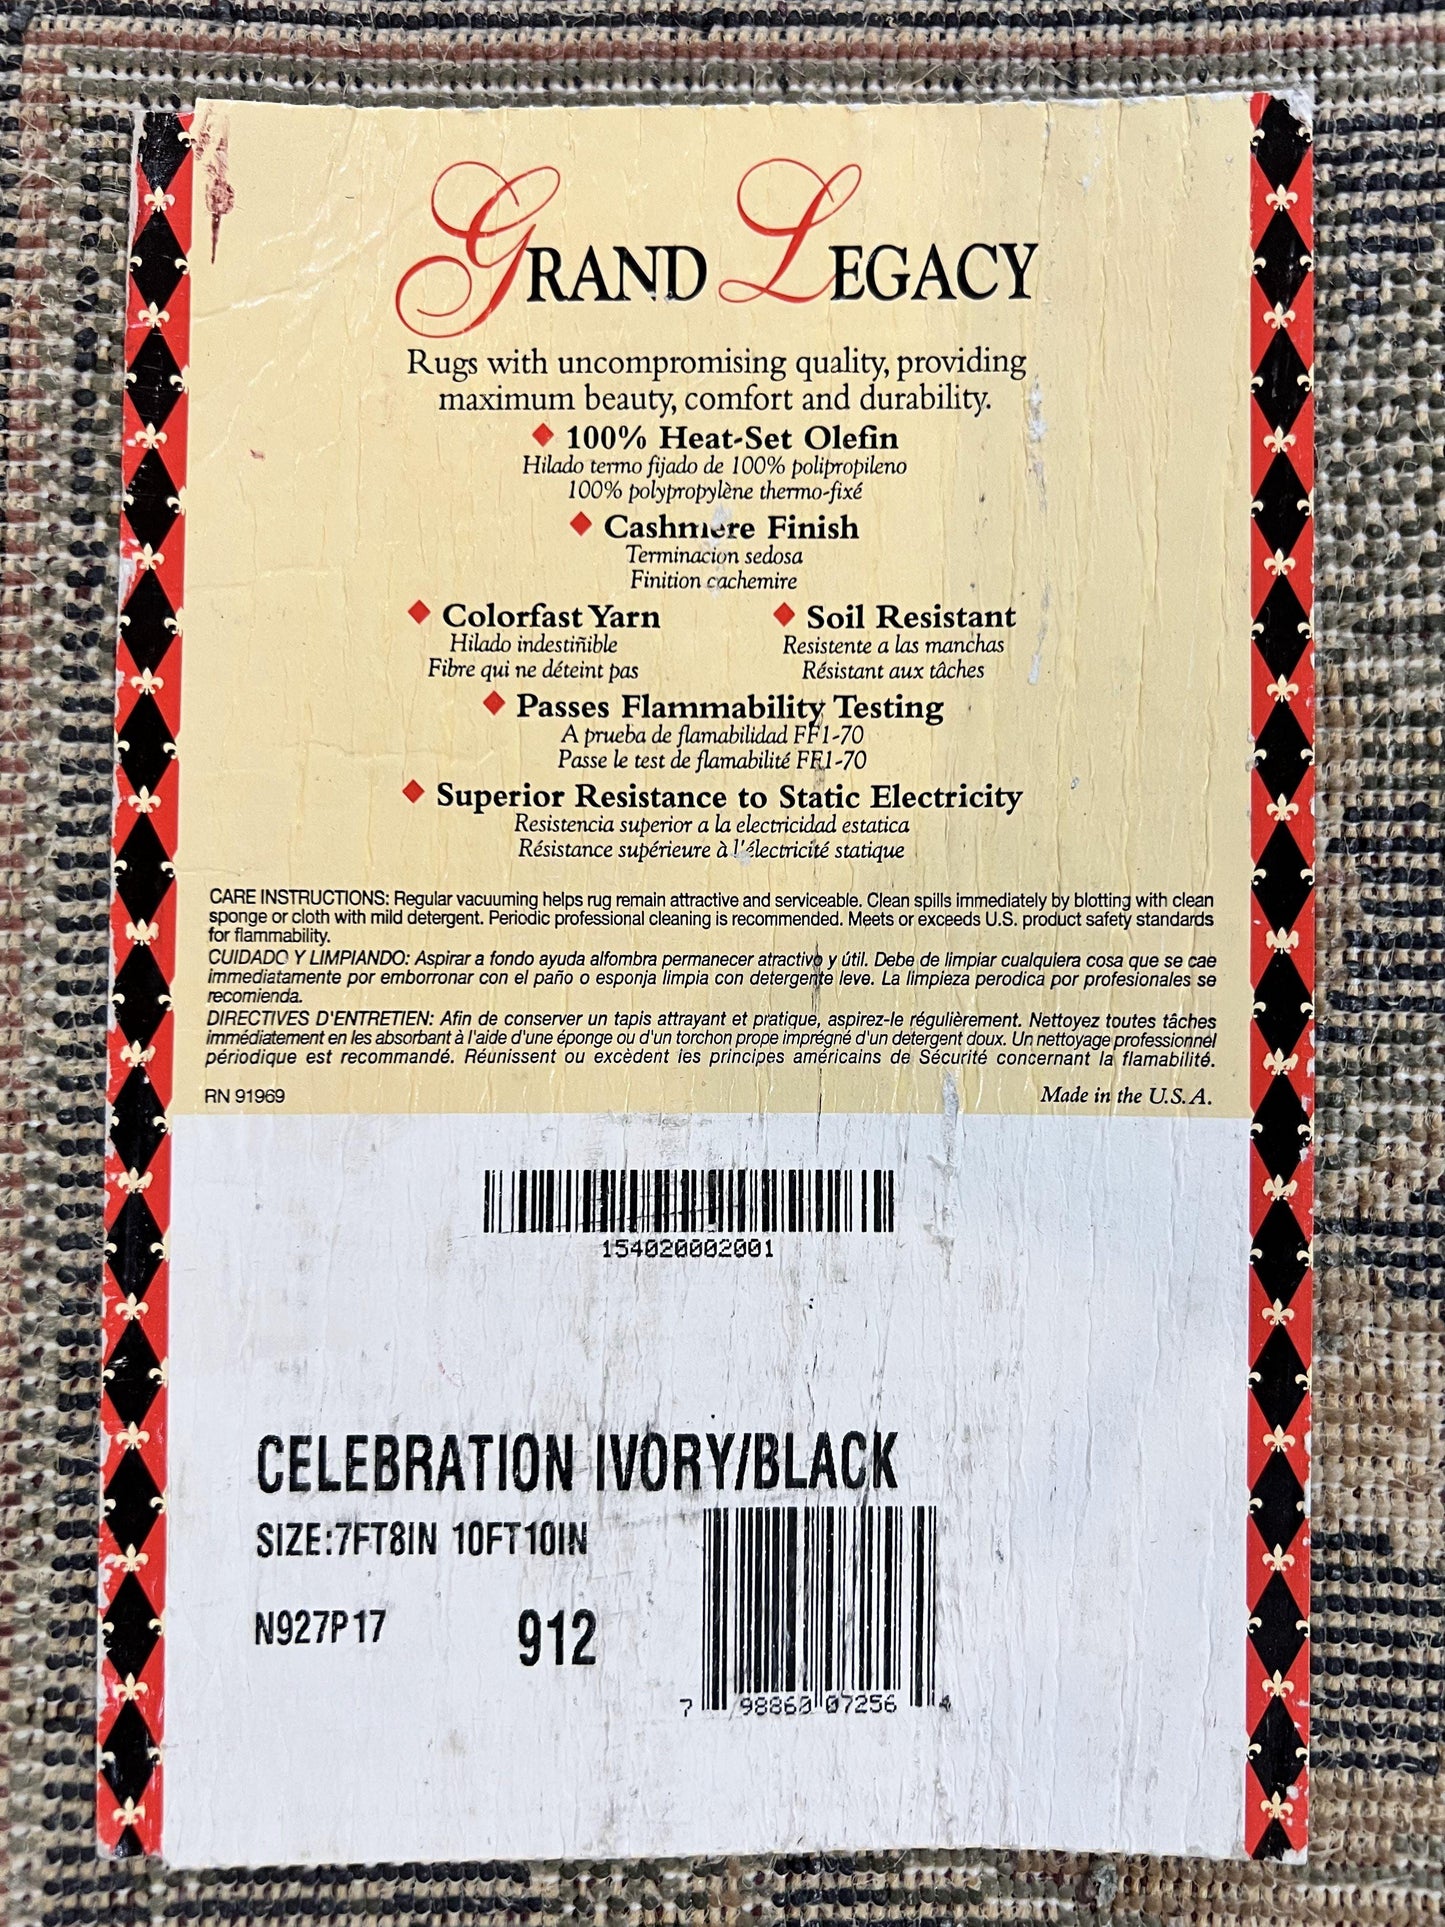 GRAND LEGACY
Rugs with uncompromising quality, providing
maximum beauty, comfort and durability.
100% Heat-Set Olefin
Hilado termo fijado de 100% polipropileno
100% polypropylène thermo-fixé
Cashmere Finish
Terminacion sedosa
Finition cachemire
Colorfast Yarn
Hilado indestiñible
Fibre qui ne déteint pas
Soil Resistant
Resistente a las manchas
Résistant aux tâches
Passes Flammability Testing
A prueba de flamabilidad FF1-70
Passe le test de flamabilité FF1-70
Superior Resistance to Static Electricity
Resistencia superior a la electricidad estatica
Résistance supérieure à l'électricité statique
CARE INSTRUCTIONS: Regular vacuuming helps rug remain attractive and serviceable. Clean spills immediately by blotting with clean
sponge or cloth with mild detergent. Periodic professional cleaning is recommended. Meets or exceeds U.S. product safety standards
for flammability.
CUIDADO Y LIMPIANDO: Aspirar a fondo ayuda alfombra permanecer atractivo y útil. Debe de limpiar cualquiera cosa que se cae
immediatamente por emborronar con el paño o esponja limpia con detergente leve. La limpieza perodica por profesionales se
recomienda.
DIRECTIVES D'ENTRETIEN: Afin de conserver un tapis attrayant et pratique, aspirez-le régulièrement. Nettoyez toutes tâches
immédiatement en les absorbant à l'aide d'une éponge ou d'un torchon prope imprégné d'un detergent doux. Un nettoyage professionnel
périodique est recommandé. Réunissent ou excèdent les principes américains de Sécurité concernant la flamabilité.
RN 91969
Made in the U.S.A.
154020002001
CELEBRATION IVORY/BLACK
SIZE:7FT8IN 10FT10IN
N927P17 912
7 98860 07256 4